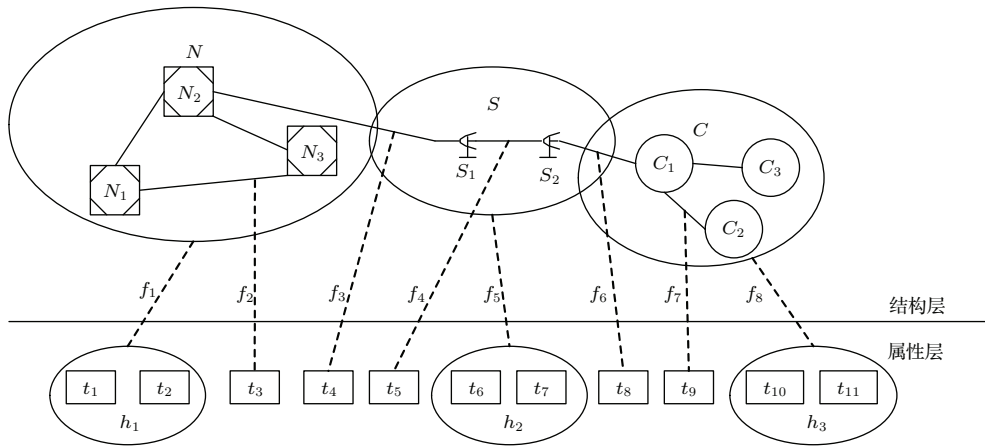 N
S
C
N₂
N₃
N₁
S₁
S₂
C₁
C₃
C₂
f₁
f₂
f₃
f₄
f₅
f₆
f₇
f₈
结构层
属性层
t₁
t₂
t₃
t₄
t₅
t₆
t₇
t₈
t₉
t₁₀
t₁₁
h₁
h₂
h₃